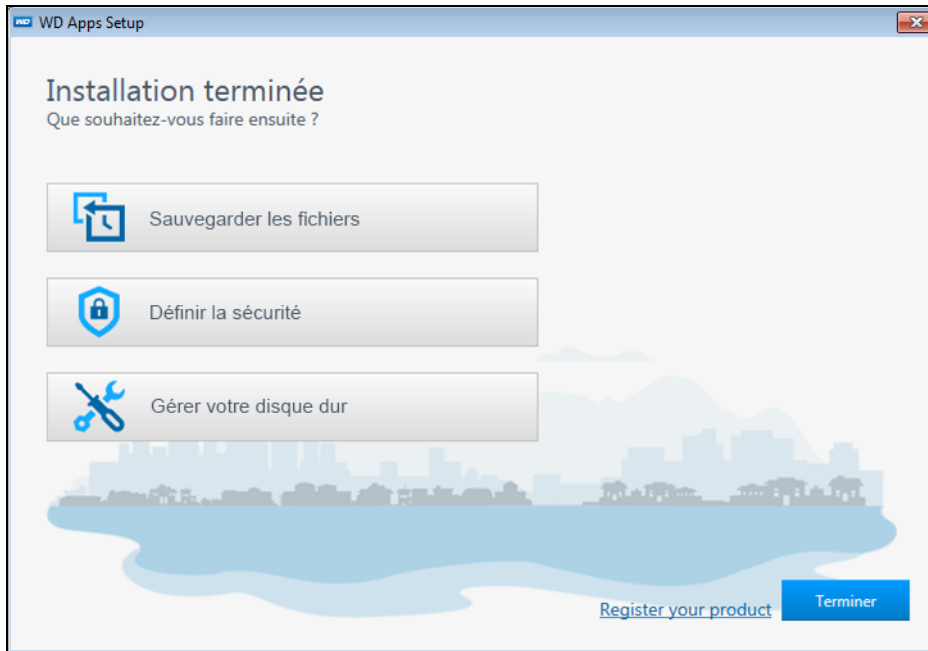 WD WD Apps Setup
Installation terminée
Que souhaitez-vous faire ensuite ?
Sauvegarder les fichiers
Définir la sécurité
Gérer votre disque dur
Register your product
Terminer